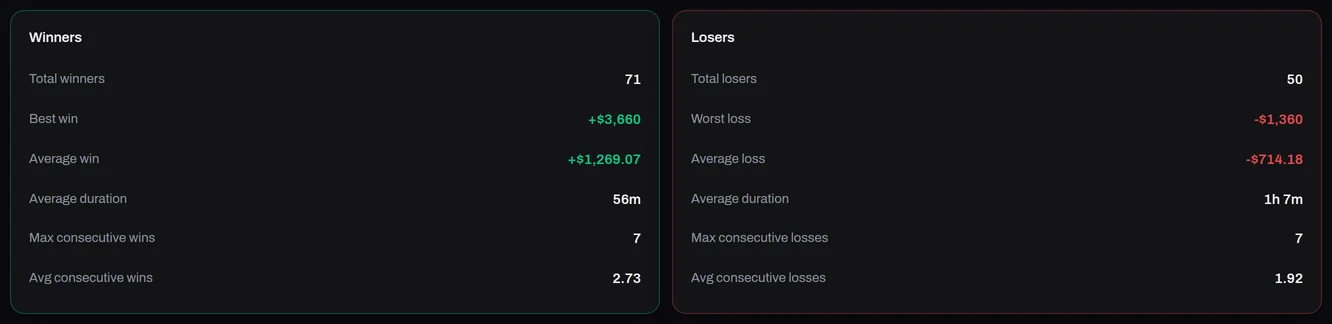 Winners
Total winners 71
Best win +$3,660
Average win +$1,269.07
Average duration 56m
Max consecutive wins 7
Avg consecutive wins 2.73
Losers
Total losers 50
Worst loss -$1,360
Average loss -$714.18
Average duration 1h 7m
Max consecutive losses 7
Avg consecutive losses 1.92